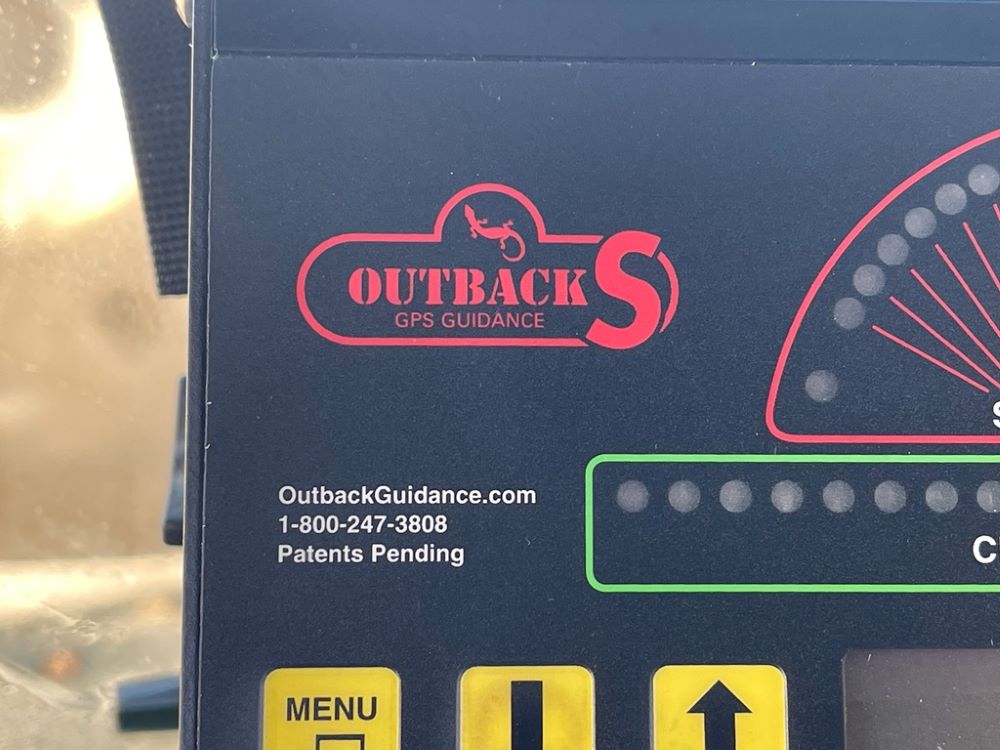 OUTBACK S
GPS GUIDANCE
OutbackGuidance.com
1-800-247-3808
Patents Pending
MENU